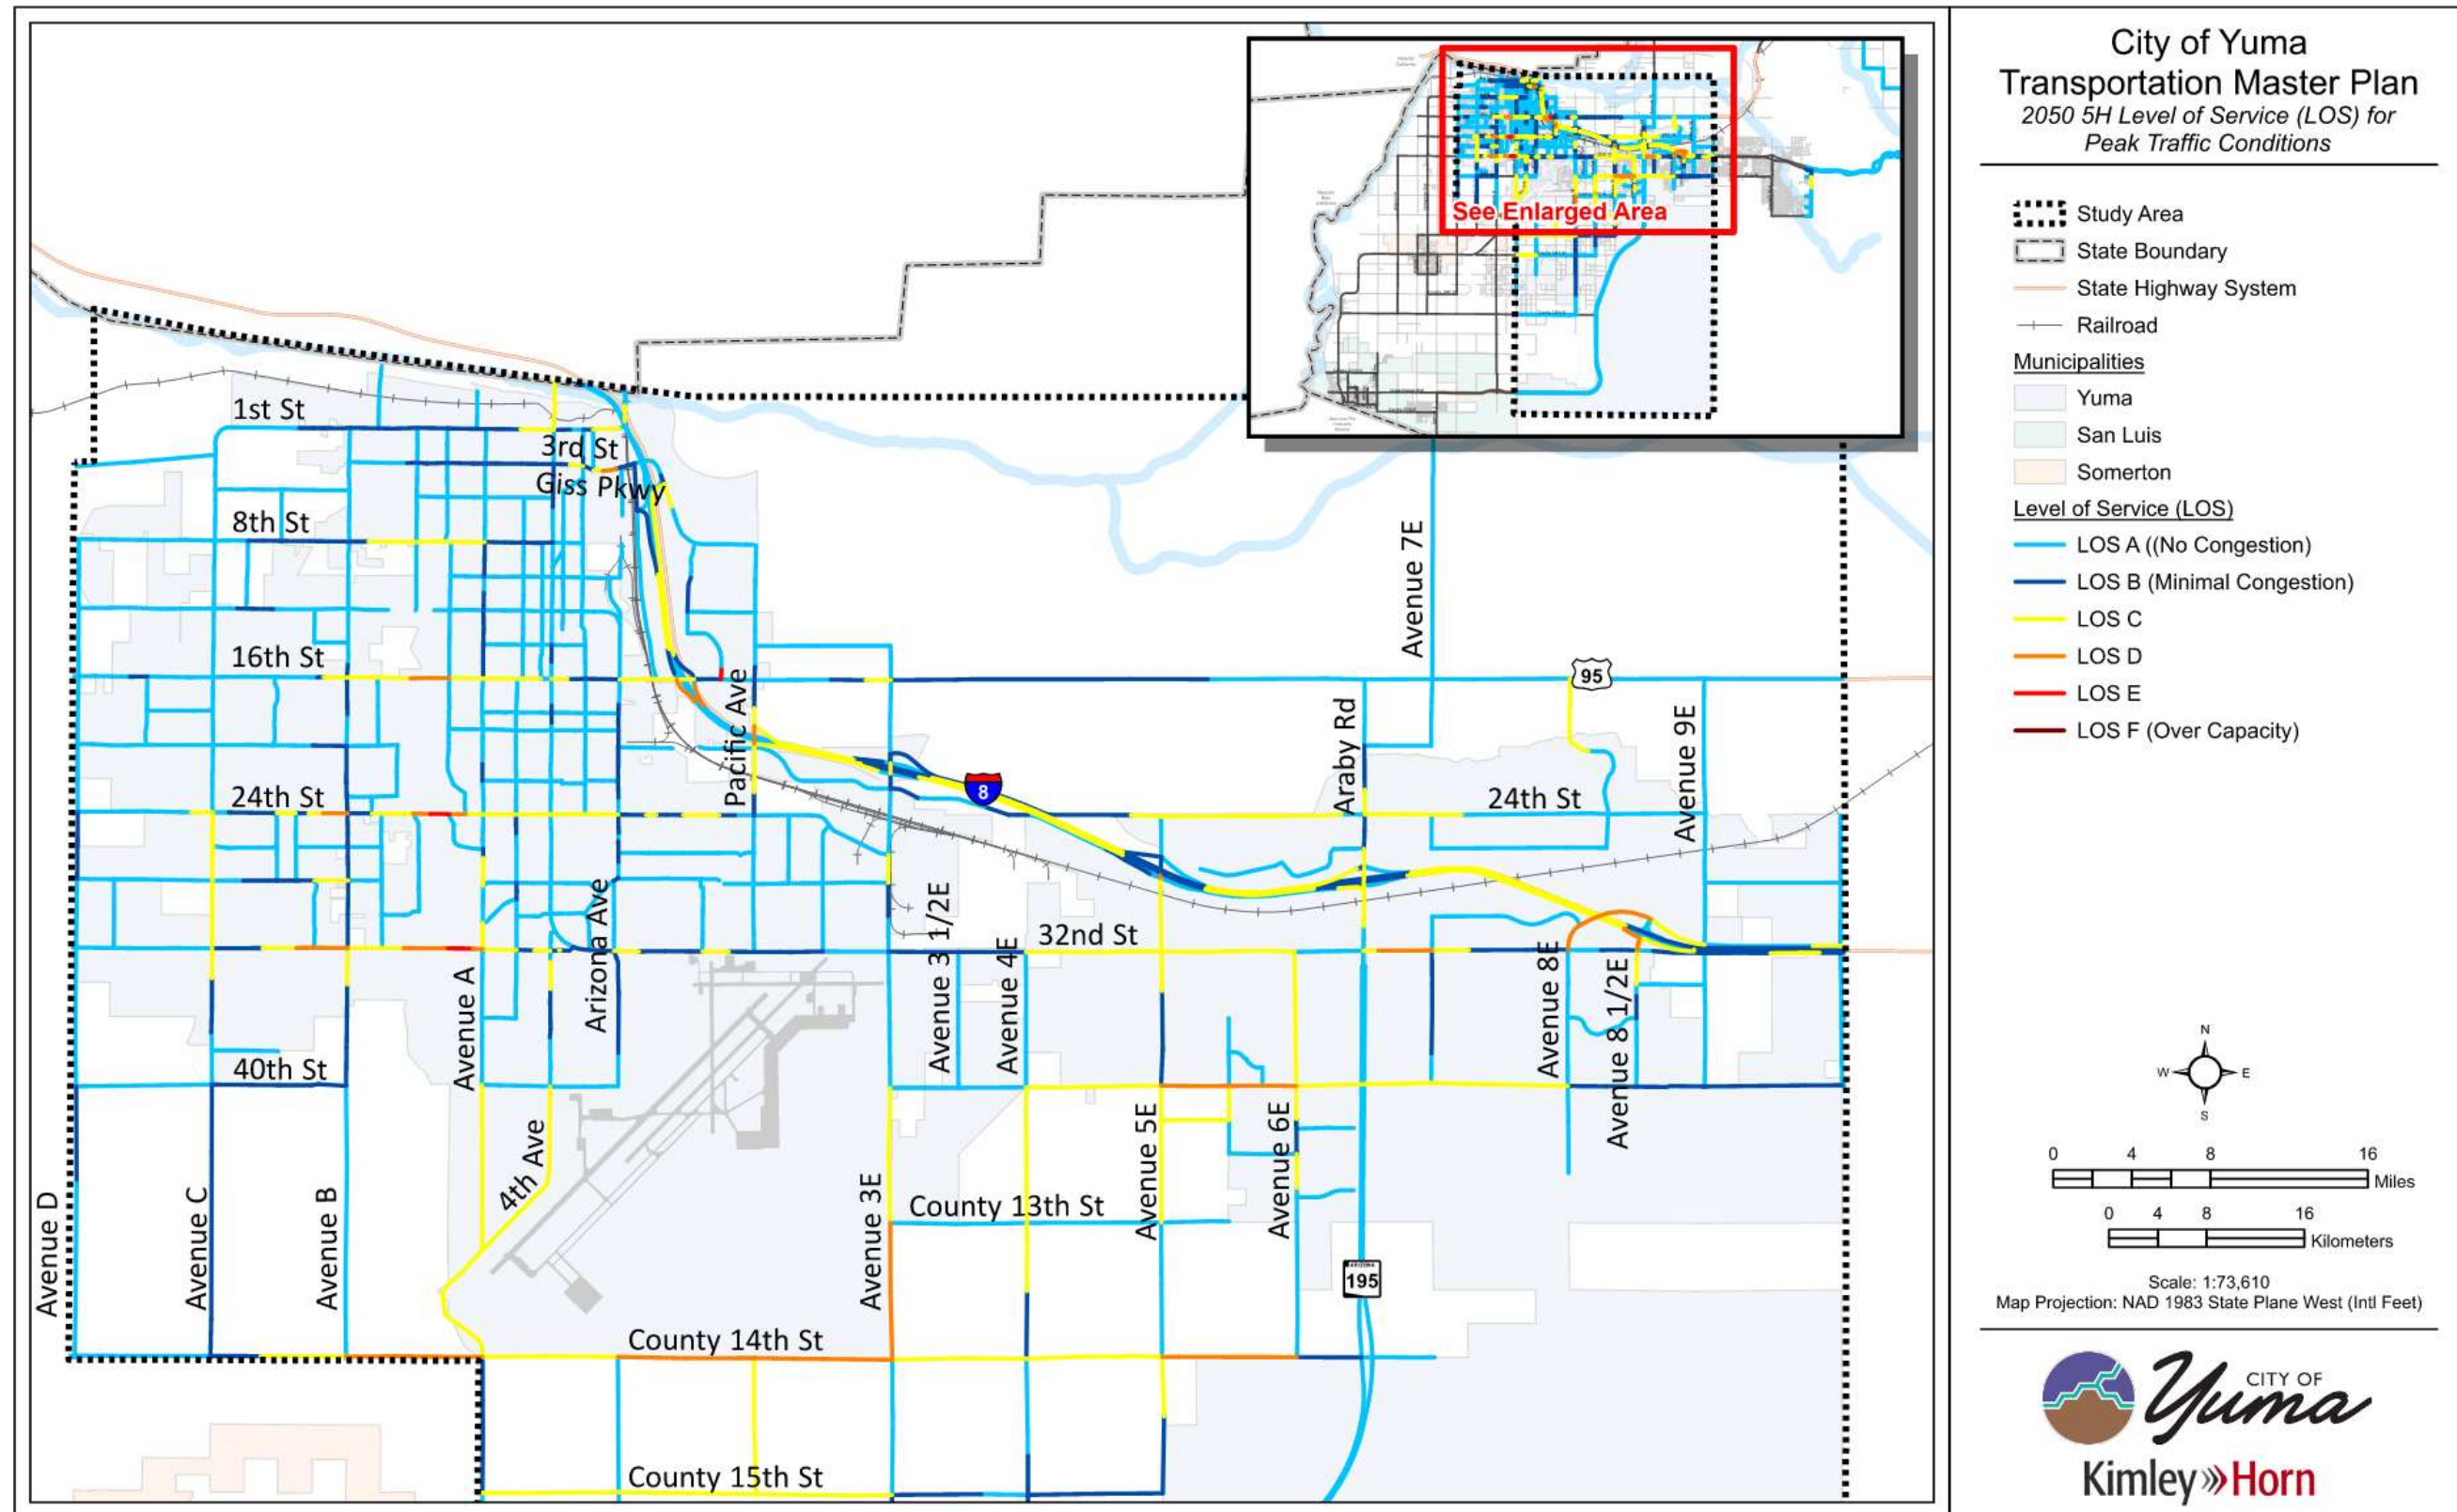 City of Yuma
Transportation Master Plan
2050 5H Level of Service (LOS) for
Peak Traffic Conditions
Study Area
State Boundary
State Highway System
Railroad
Municipalities
Yuma
San Luis
Somerton
Level of Service (LOS)
LOS A ((No Congestion)
LOS B (Minimal Congestion)
LOS C
LOS D
LOS E
LOS F (Over Capacity)
N
W E
S
0 4 8 16
Miles
0 4 8 16
Kilometers
Scale: 1:73,610
Map Projection: NAD 1983 State Plane West (Intl Feet)
CITY OF
Yuma
Kimley»Horn
See Enlarged Area
1st St
3rd St
Giss Pkwy
8th St
Avenue 7E
16th St
95
Pacific Ave
Araby Rd
Avenue 9E
24th St
8
24th St
Arizona Ave
Avenue 3 1/2E
Avenue 4E
32nd St
Avenue A
Avenue 8E
Avenue 8 1/2E
40th St
4th Ave
Avenue 5E
Avenue 6E
Avenue D
Avenue C
Avenue B
Avenue 3E
County 13th St
ARIZONA
195
County 14th St
County 15th St